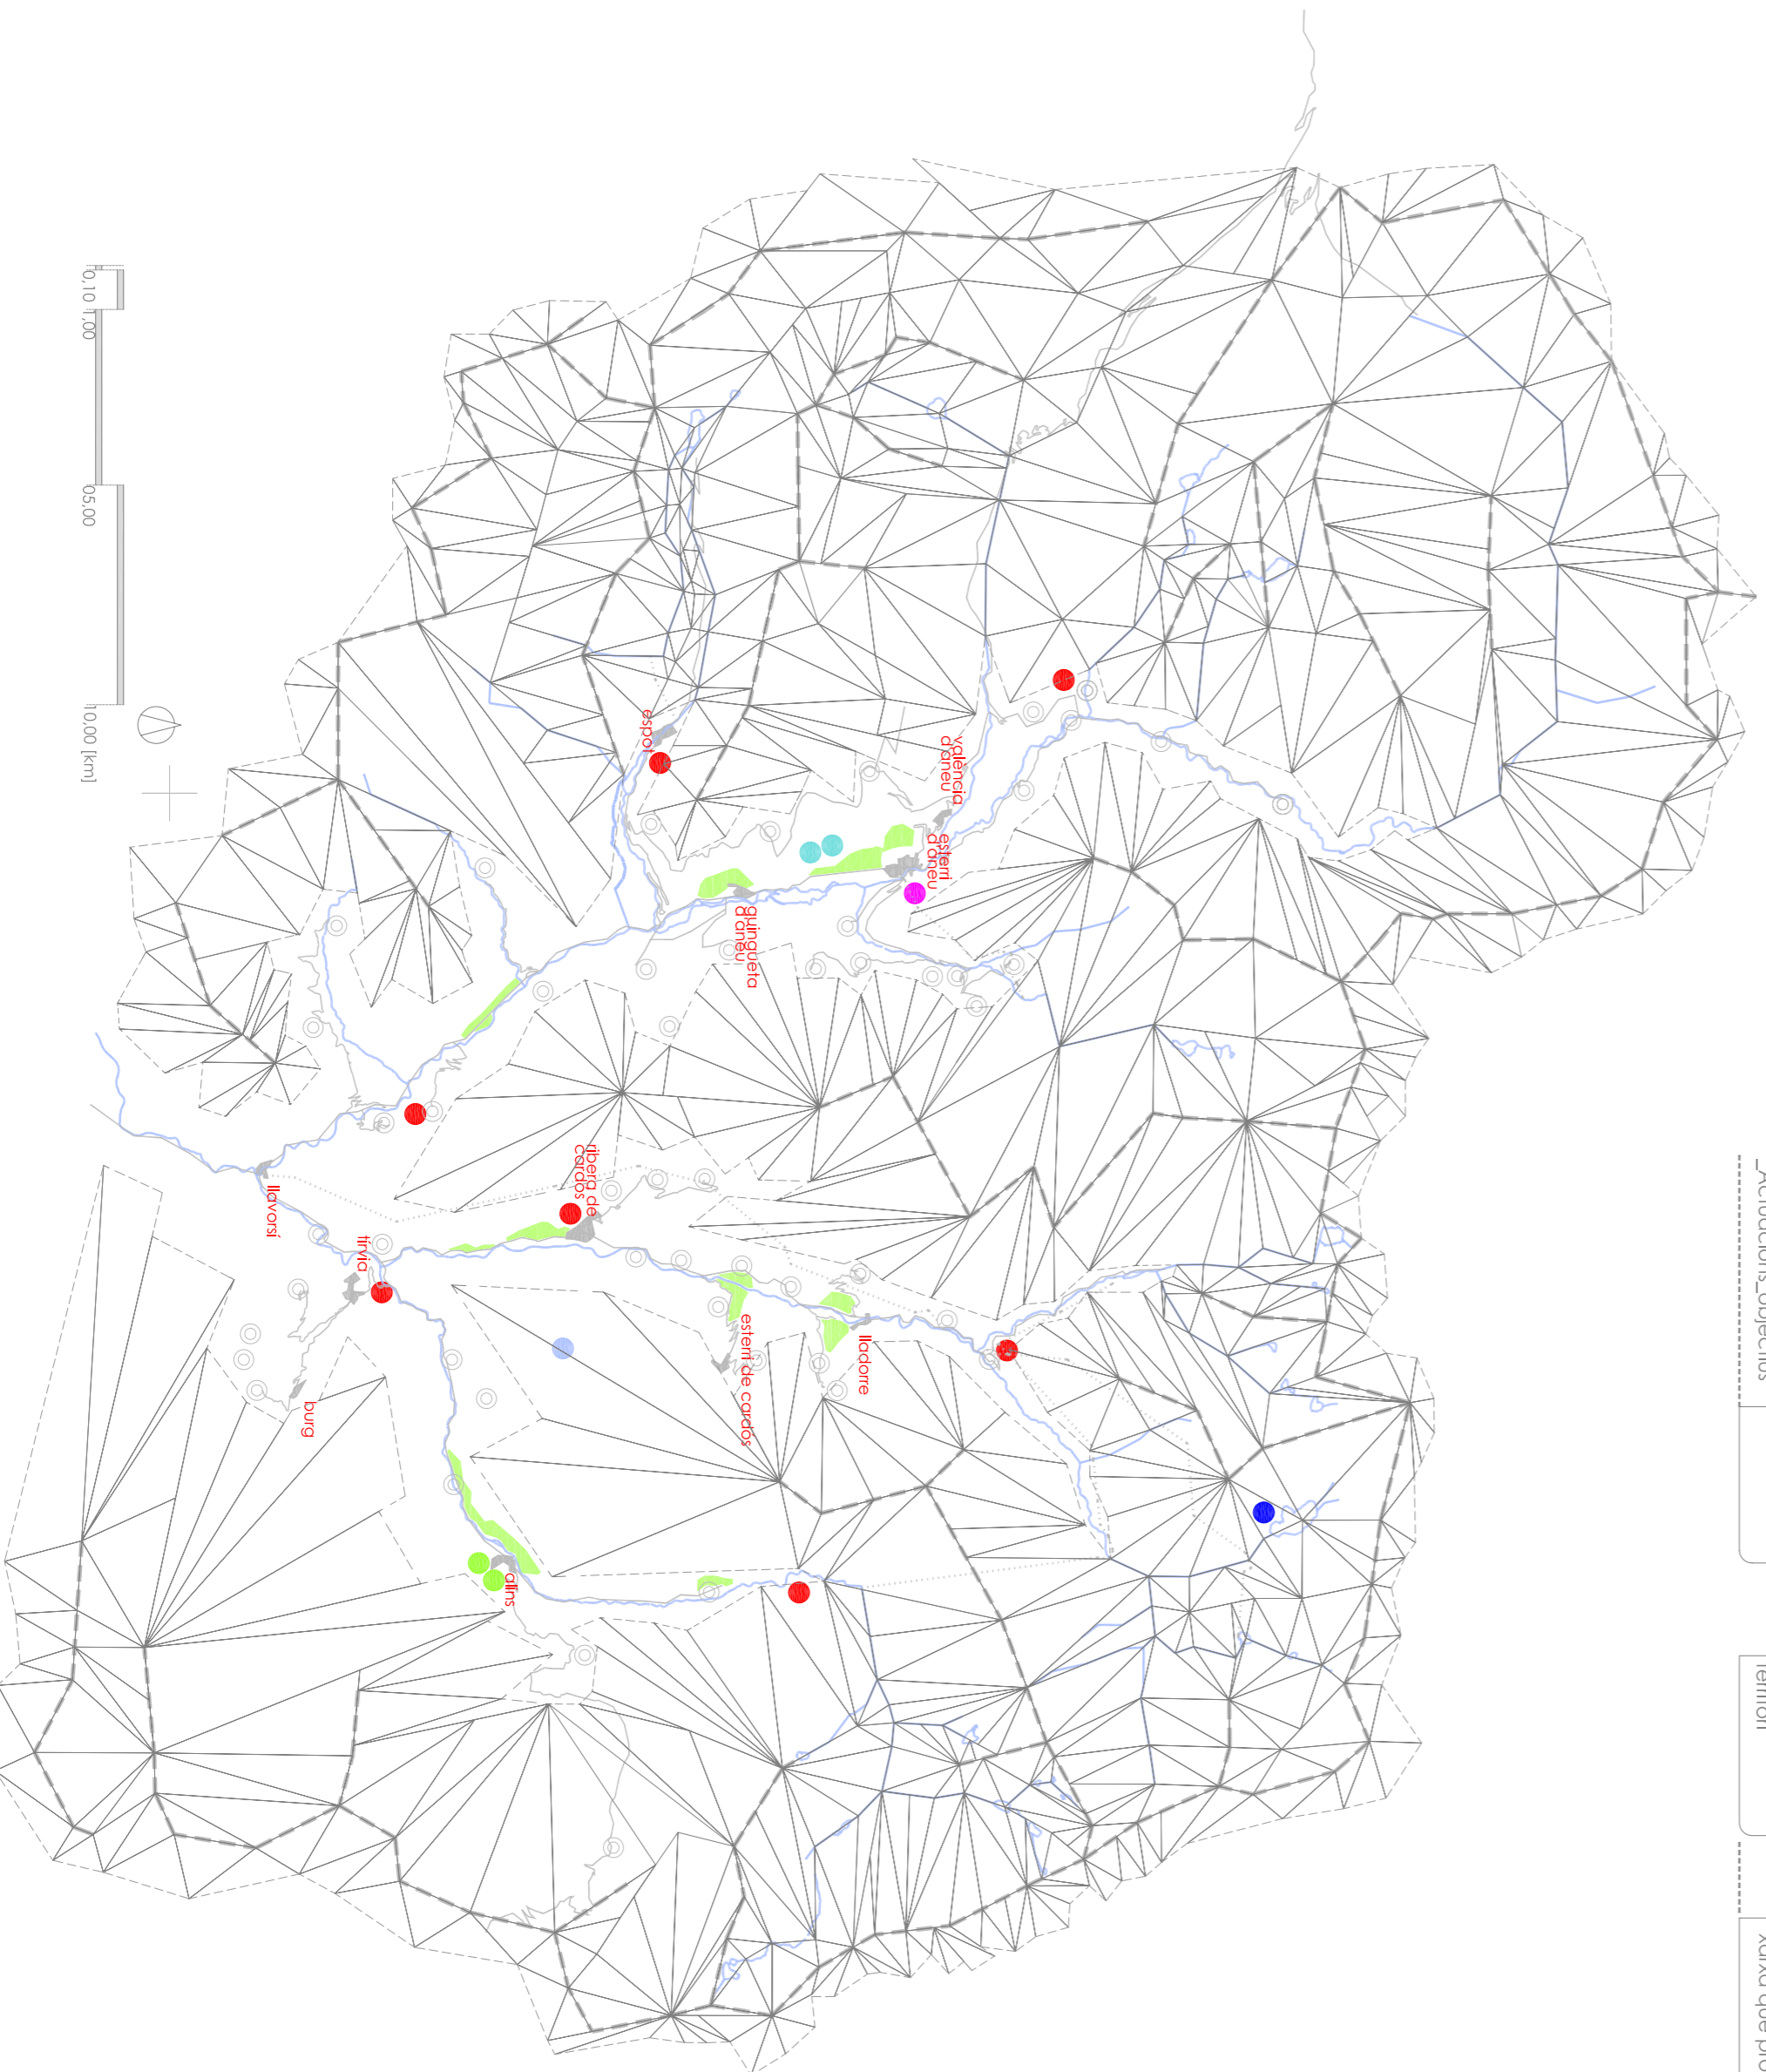 _Actuacions_objectius
Territori
xarxa que pro
valència
d'àneu
esterri
d'àneu
lladorre
guingueta
d'àneu
esterri de cardós
espot
ribera de
cardós
alins
tírvia
burg
llavorsí
0,10 1,00 05,00 10,00 [km]